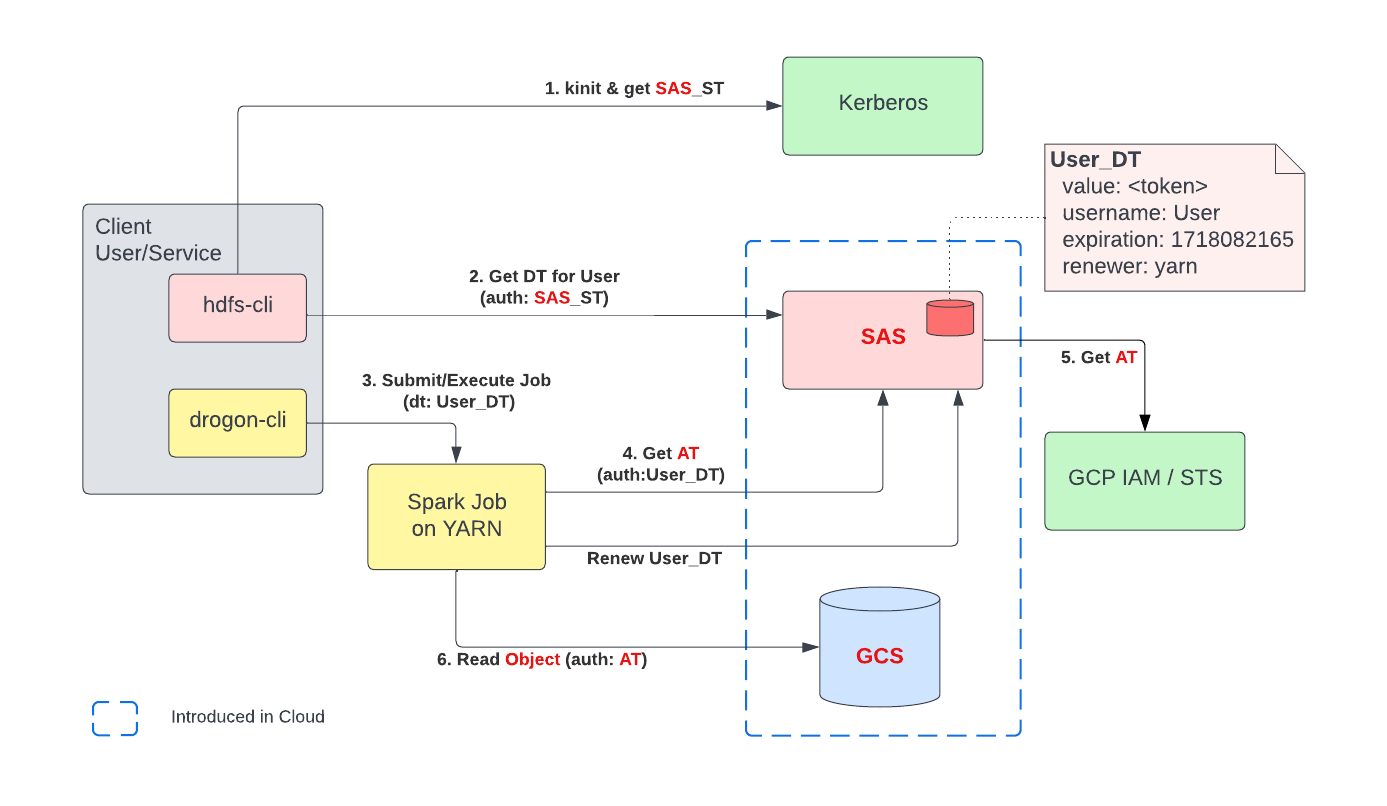 1. kinit & get SAS_ST
Kerberos
User_DT
value: <token>
username: User
expiration: 1718082165
renewer: yarn
Client
User/Service
hdfs-cli
2. Get DT for User
(auth: SAS_ST)
SAS
5. Get AT
3. Submit/Execute Job
(dt: User_DT)
drogon-cli
4. Get AT
(auth:User_DT)
GCP IAM / STS
Spark Job
on YARN
Renew User_DT
6. Read Object (auth: AT)
GCS
Introduced in Cloud